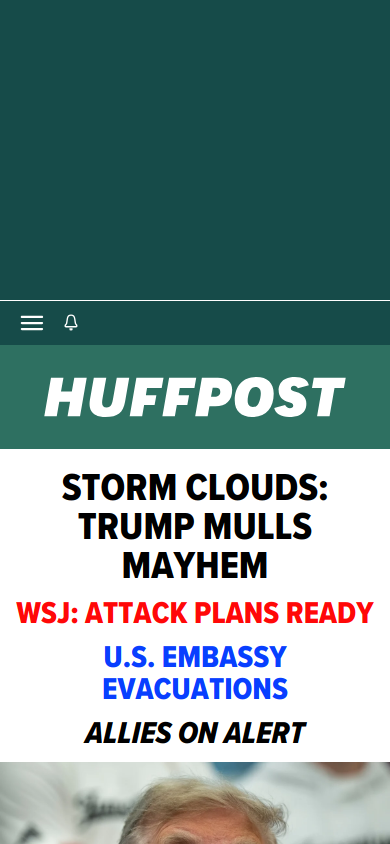 HUFFPOST
STORM CLOUDS:
TRUMP MULLS
MAYHEM
WSJ: ATTACK PLANS READY
U.S. EMBASSY
EVACUATIONS
ALLIES ON ALERT